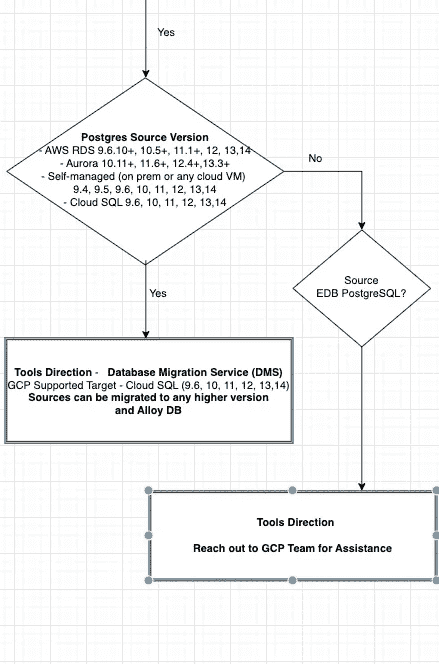 Yes
Postgres Source Version
- AWS RDS 9.6.10+, 10.5+, 11.1+, 12, 13,14
- Aurora 10.11+, 11.6+, 12.4+,13.3+
- Self-managed (on prem or any cloud VM)
9.4, 9.5, 9.6, 10, 11, 12, 13,14
- Cloud SQL 9.6, 10, 11, 12, 13,14
No
Source
EDB PostgreSQL?
Yes
Tools Direction - Database Migration Service (DMS)
GCP Supported Target - Cloud SQL (9.6, 10, 11, 12, 13,14)
Sources can be migrated to any higher version
and Alloy DB
Tools Direction
Reach out to GCP Team for Assistance